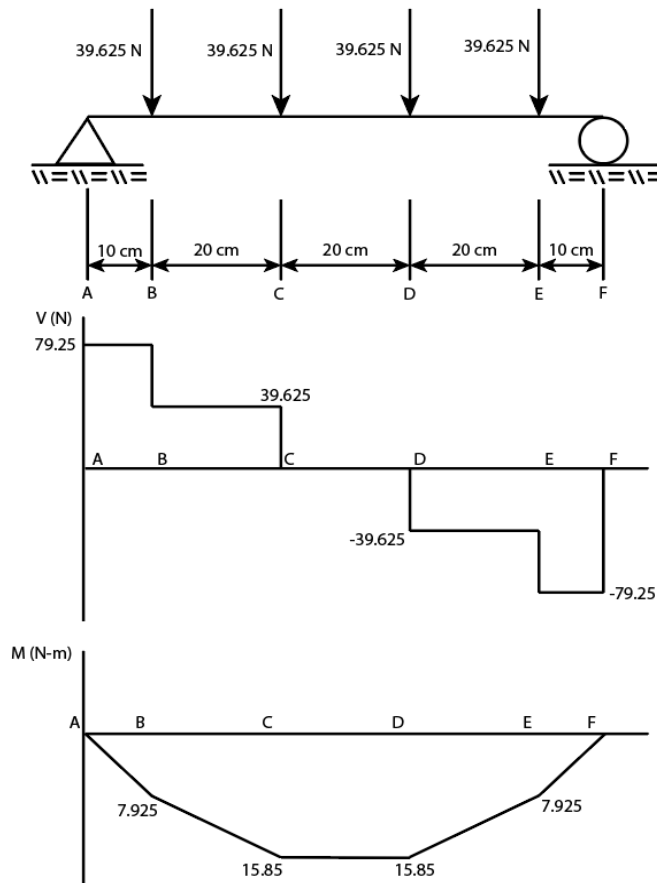 39.625 N 39.625 N 39.625 N 39.625 N
10 cm 20 cm 20 cm 20 cm 10 cm
A B C D E F
V (N)
79.25
39.625
A B C D E F
-39.625
-79.25
M (N-m)
A B C D E F
7.925 7.925
15.85 15.85